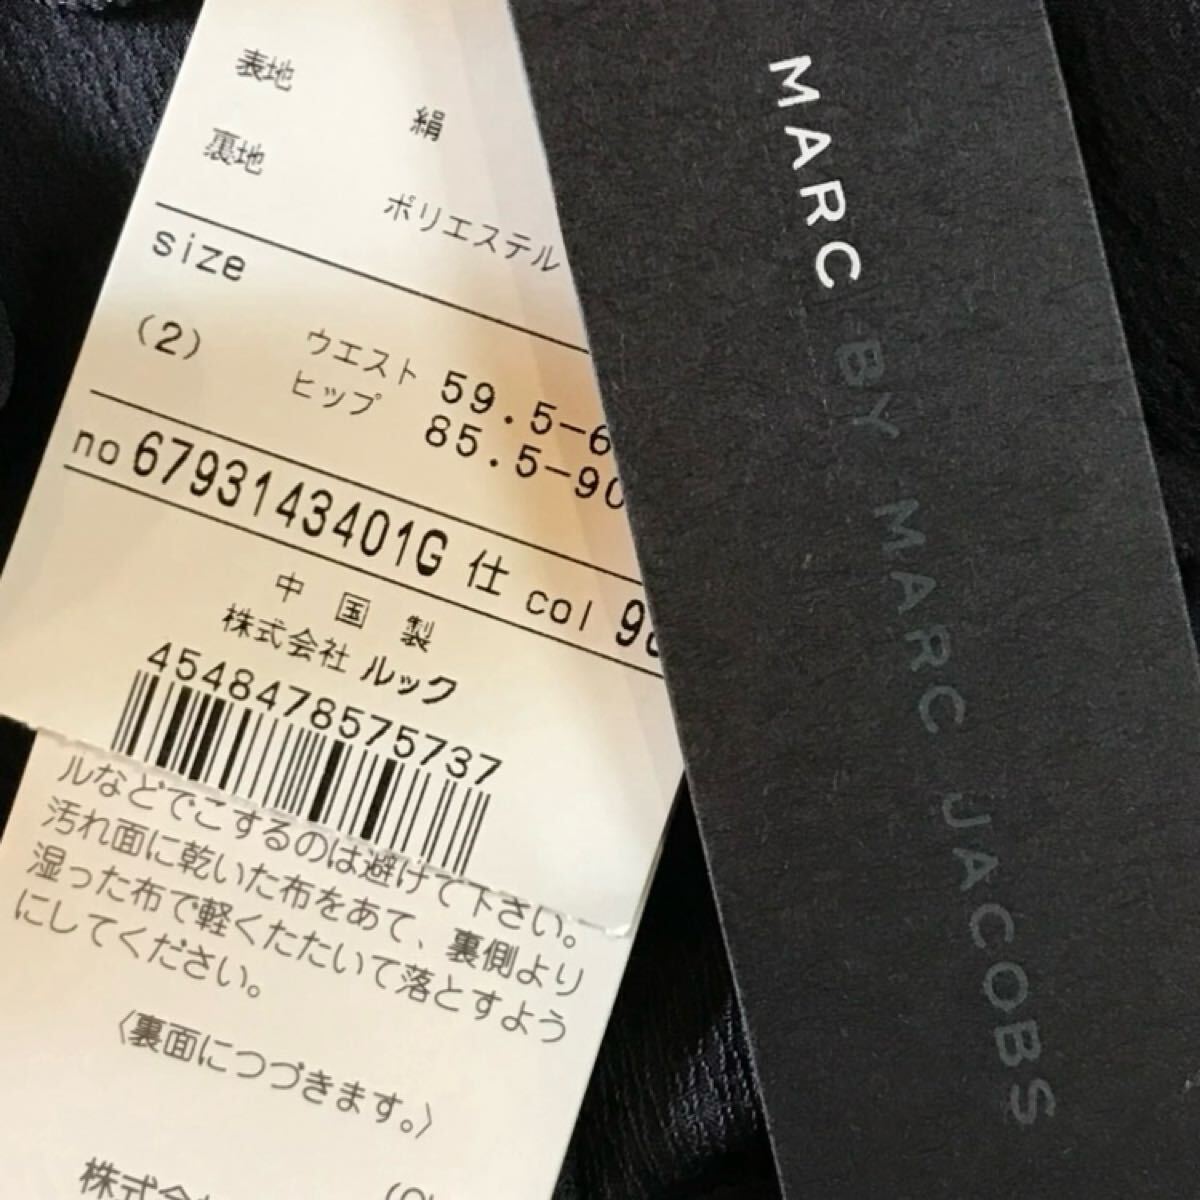 表地 絹
裏地 ポリエステル
size
(2) ウエスト 59.5-6
ヒップ 85.5-90
no 6793143401G 仕 col 9
中国製
株式会社 ルック
4548478575737
ルなどでこするのは避けて下さい。
汚れ面に乾いた布をあて、裏側より
湿った布で軽くたたいて落とすよう
にしてください。
〈裏面につづきます。〉
株式会
MARC BY MARC JACOBS